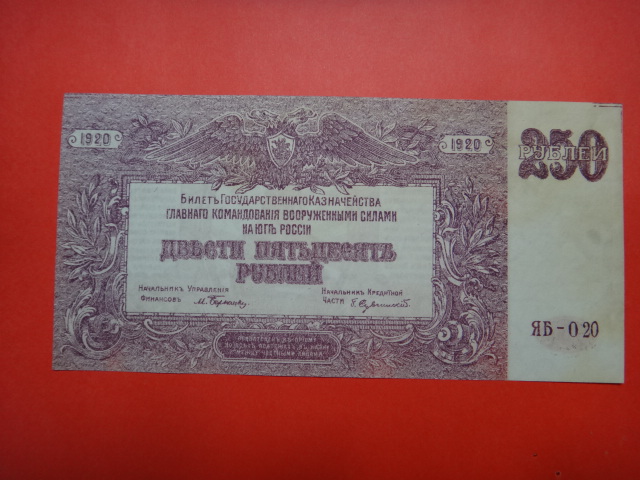 1920
1920
250
РУБЛЕЙ
БИЛЕТЪ ГОСУДАРСТВЕННАГО КАЗНАЧЕЙСТВА
ГЛАВНАГО КОМАНДОВАНІЯ ВООРУЖЕННЫМИ СИЛАМИ
НА ЮГѢ РОССІИ
ДВѢСТИ ПЯТЬДЕСЯТЪ
РУБЛЕЙ
НАЧАЛЬНИКЪ УПРАВЛЕНІЯ
ФИНАНСОВЪ
НАЧАЛЬНИКЪ КРЕДИТНОЙ
ЧАСТИ
ЯБ-020